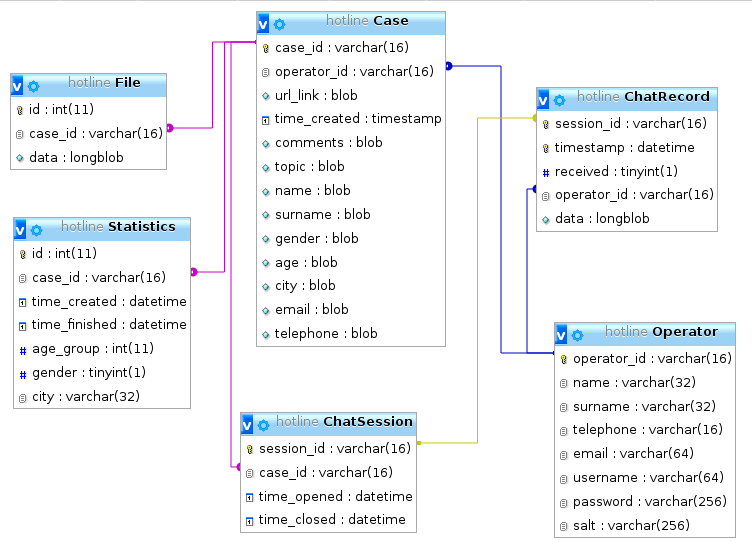 hotline File
id : int(11)
case_id : varchar(16)
data : longblob
hotline Statistics
id : int(11)
case_id : varchar(16)
time_created : datetime
time_finished : datetime
age_group : int(11)
gender : tinyint(1)
city : varchar(32)
hotline Case
case_id : varchar(16)
operator_id : varchar(16)
url_link : blob
time_created : timestamp
comments : blob
topic : blob
name : blob
surname : blob
gender : blob
age : blob
city : blob
email : blob
telephone : blob
hotline ChatSession
session_id : varchar(16)
case_id : varchar(16)
time_opened : datetime
time_closed : datetime
hotline ChatRecord
session_id : varchar(16)
timestamp : datetime
received : tinyint(1)
operator_id : varchar(16)
data : longblob
hotline Operator
operator_id : varchar(16)
name : varchar(32)
surname : varchar(32)
telephone : varchar(16)
email : varchar(64)
username : varchar(64)
password : varchar(256)
salt : varchar(256)